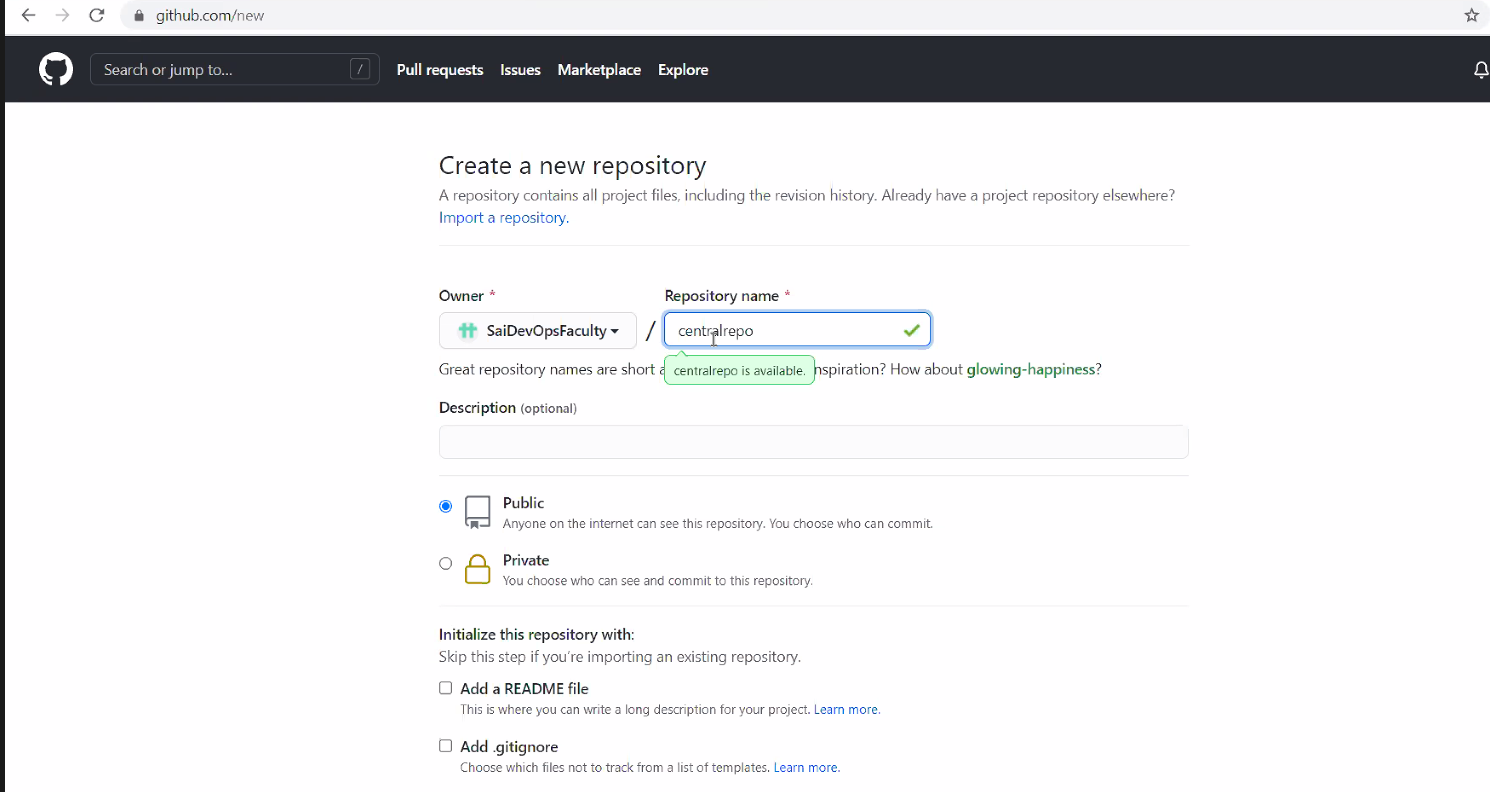 github.com/new
Search or jump to... / Pull requests Issues Marketplace Explore
Create a new repository
A repository contains all project files, including the revision history. Already have a project repository elsewhere?
Import a repository.
Owner * Repository name *
SaiDevOpsFaculty / centralrepo
Great repository names are short centralrepo is available. nspiration? How about glowing-happiness?
Description (optional)
Public
Anyone on the internet can see this repository. You choose who can commit.
Private
You choose who can see and commit to this repository.
Initialize this repository with:
Skip this step if you're importing an existing repository.
Add a README file
This is where you can write a long description for your project. Learn more.
Add .gitignore
Choose which files not to track from a list of templates. Learn more.